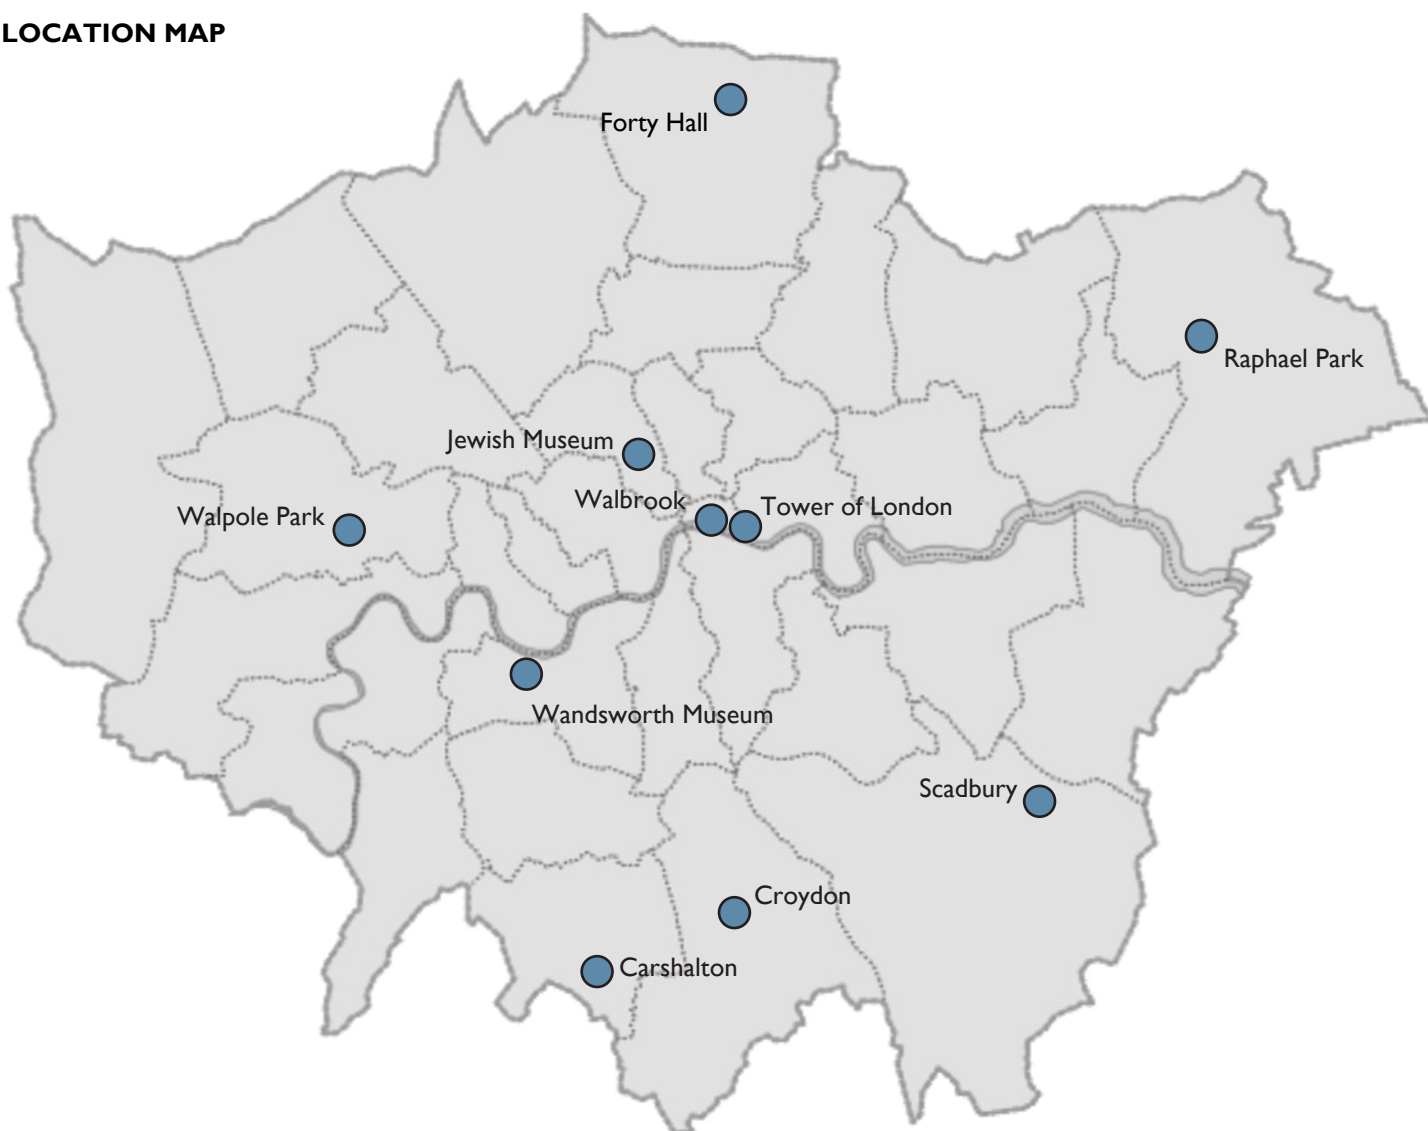 LOCATION MAP
Forty Hall
Raphael Park
Jewish Museum
Walbrook
Tower of London
Walpole Park
Wandsworth Museum
Scadbury
Croydon
Carshalton